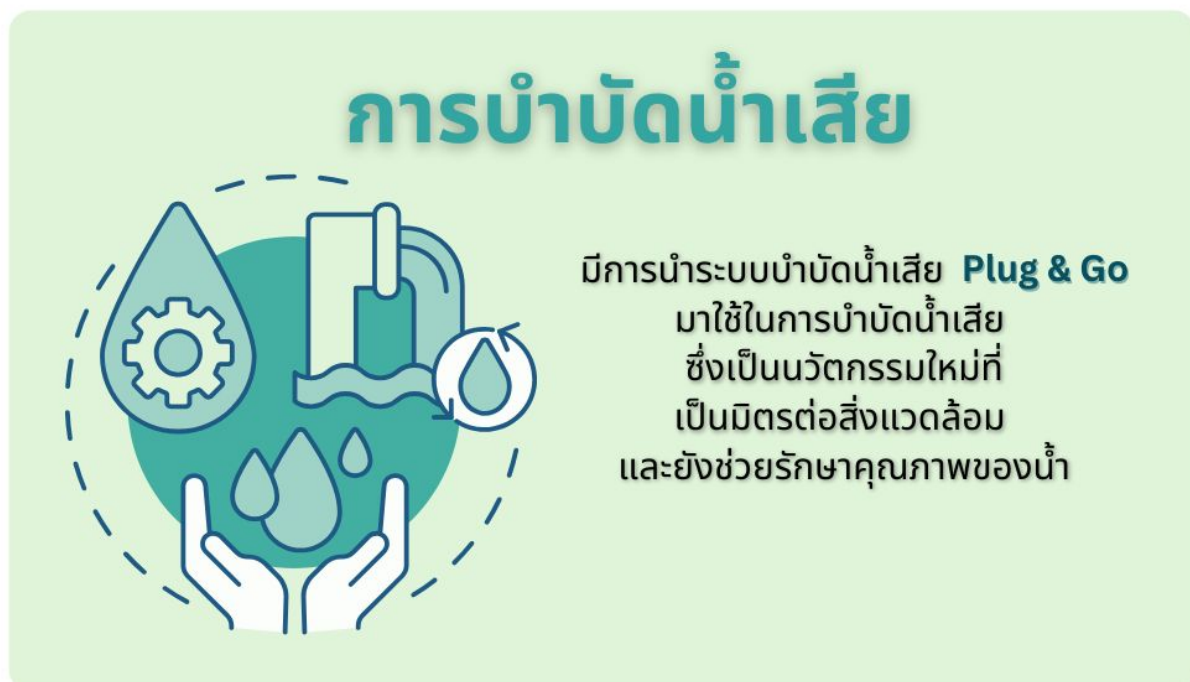 การบำบัดน้ำเสีย
มีการนำระบบบำบัดน้ำเสีย Plug & Go
มาใช้ในการบำบัดน้ำเสีย
ซึ่งเป็นนวัตกรรมใหม่ที่
เป็นมิตรต่อสิ่งแวดล้อม
และยังช่วยรักษาคุณภาพของน้ำ